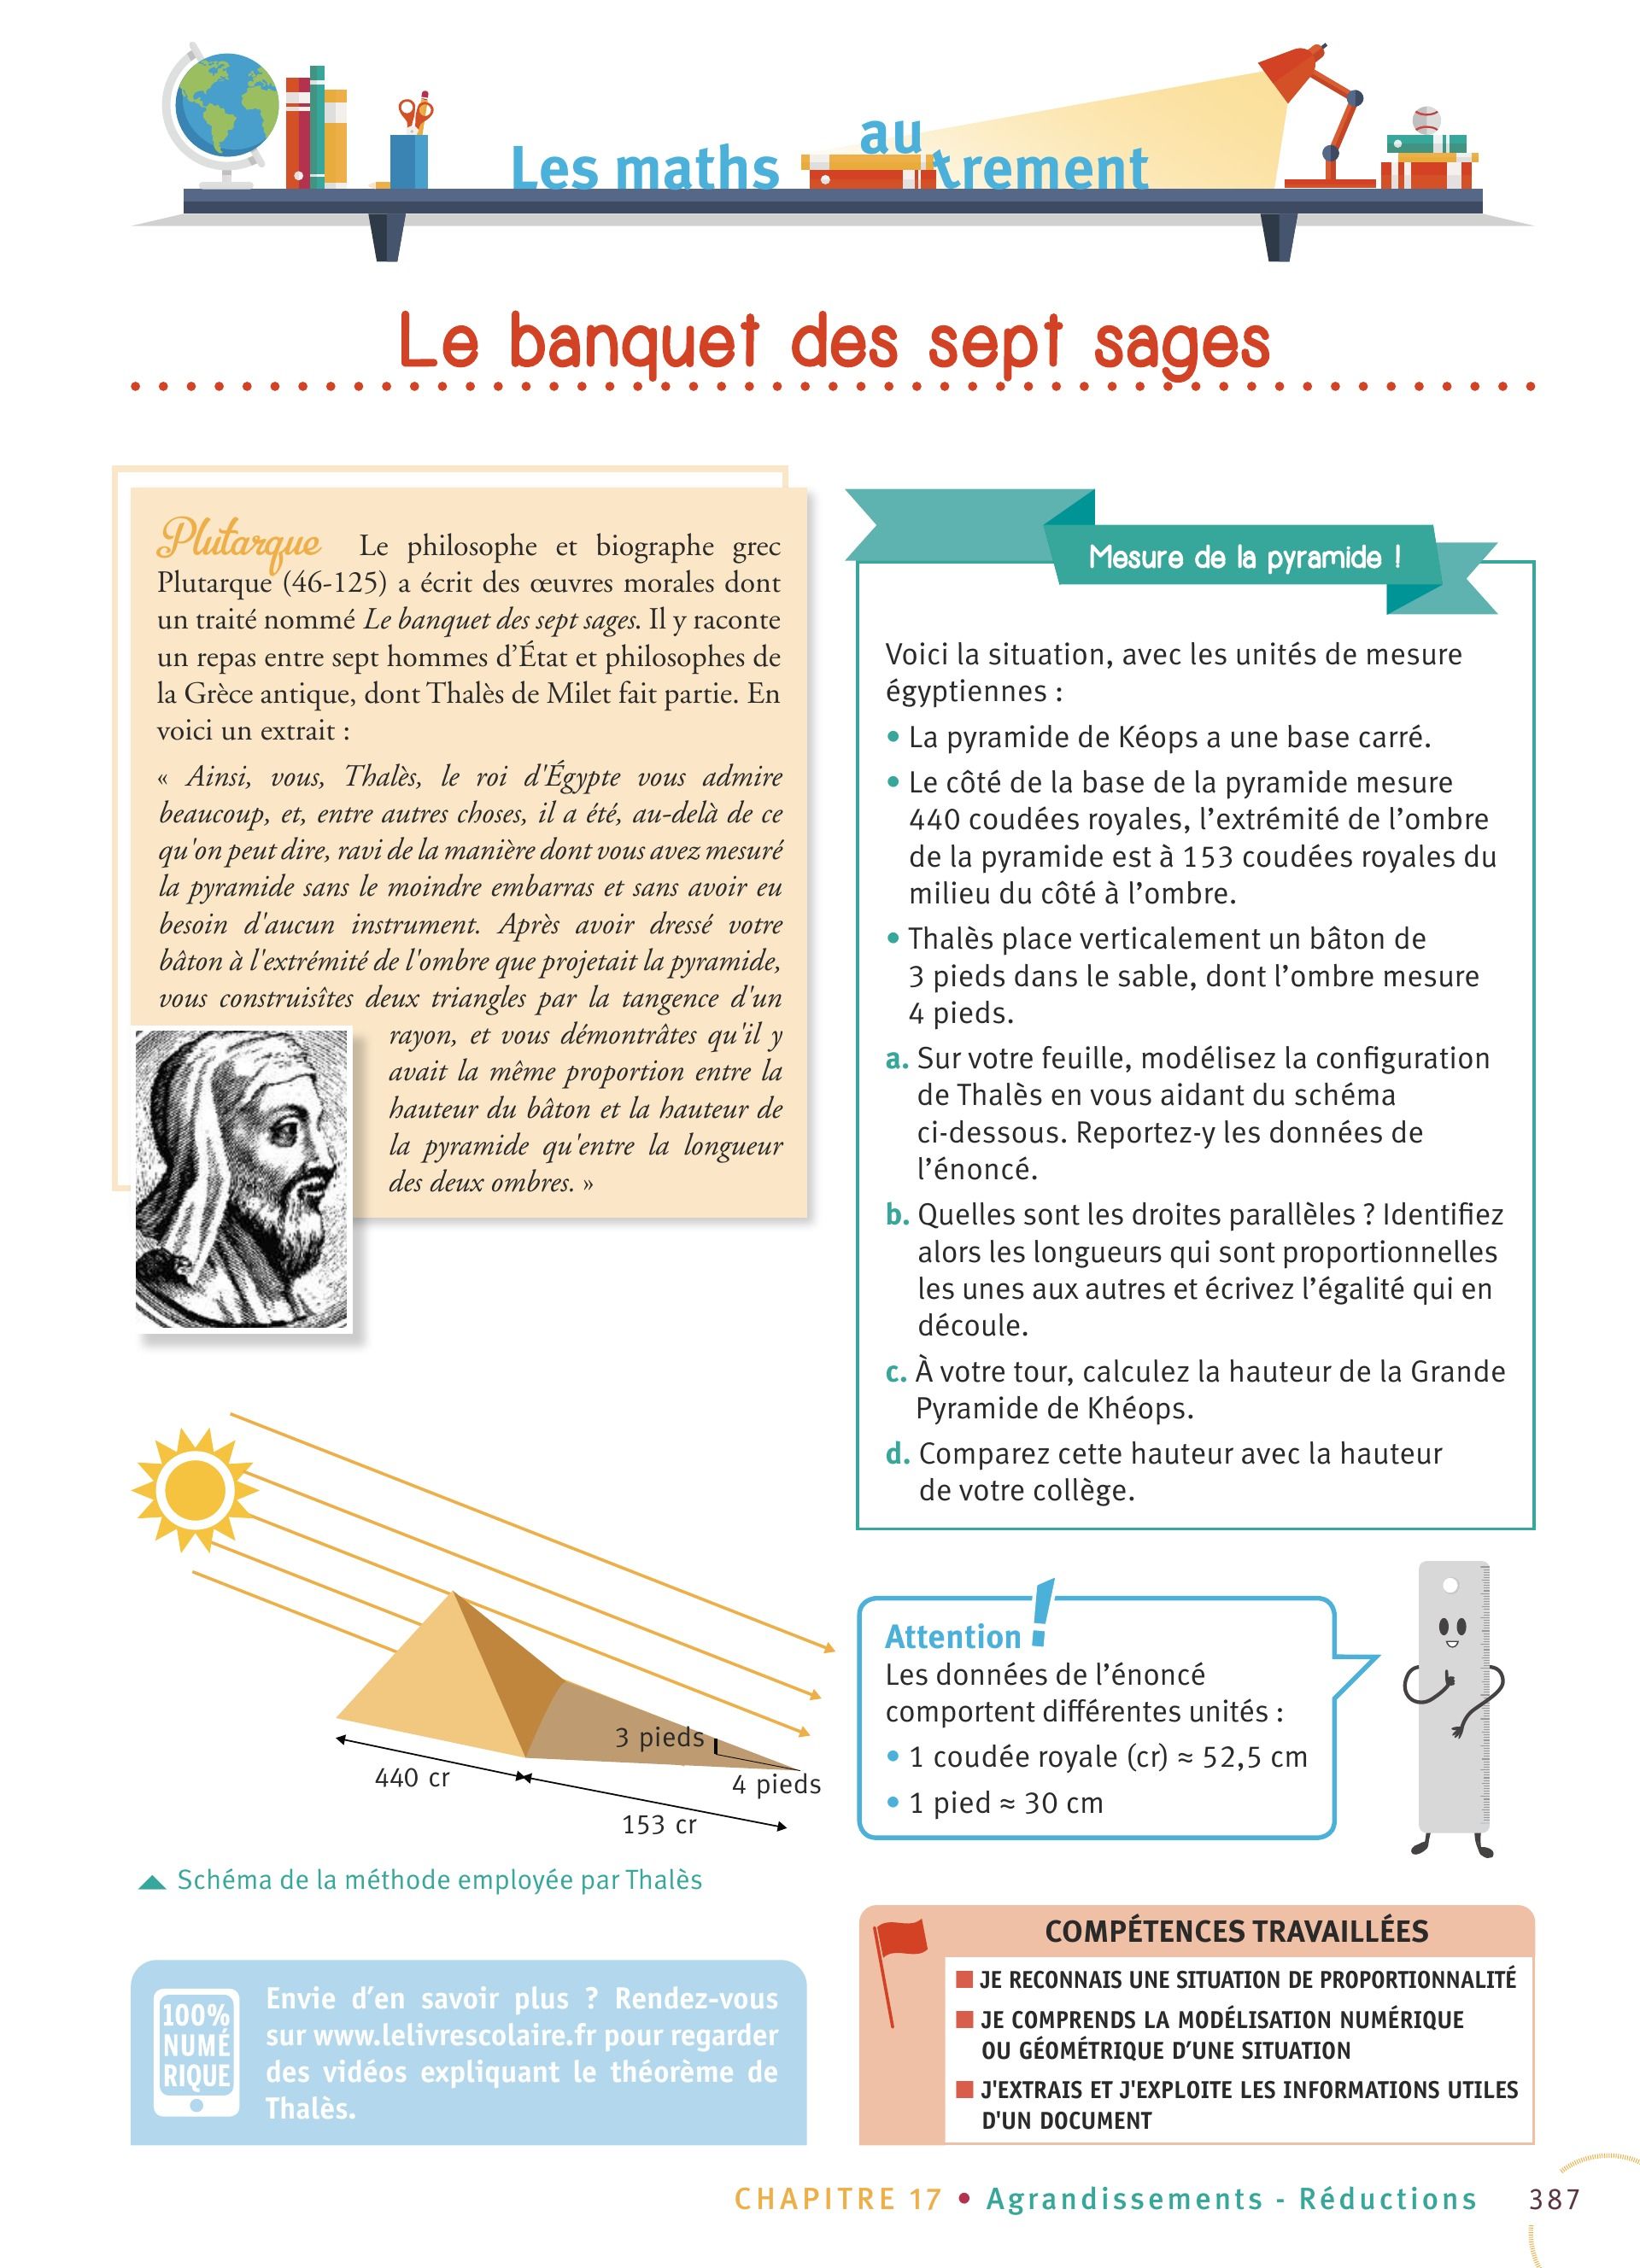 Les maths autrement
Le banquet des sept sages
Plutarque Le philosophe et biographe grec
Plutarque (46-125) a écrit des œuvres morales dont
un traité nommé Le banquet des sept sages. Il y raconte
un repas entre sept hommes d’État et philosophes de
la Grèce antique, dont Thalès de Milet fait partie. En
voici un extrait :
« Ainsi, vous, Thalès, le roi d'Égypte vous admire
beaucoup, et, entre autres choses, il a été, au-delà de ce
qu'on peut dire, ravi de la manière dont vous avez mesuré
la pyramide sans le moindre embarras et sans avoir eu
besoin d'aucun instrument. Après avoir dressé votre
bâton à l'extrémité de l'ombre que projetait la pyramide,
vous construisîtes deux triangles par la tangence d'un
rayon, et vous démontrâtes qu'il y
avait la même proportion entre la
hauteur du bâton et la hauteur de
la pyramide qu'entre la longueur
des deux ombres. »
3 pieds
440 cr
4 pieds
153 cr
Schéma de la méthode employée par Thalès
100%
NUMÉ
RIQUE
Envie d’en savoir plus ? Rendez-vous
sur www.lelivrescolaire.fr pour regarder
des vidéos expliquant le théorème de
Thalès.
Mesure de la pyramide !
Voici la situation, avec les unités de mesure
égyptiennes :
• La pyramide de Kéops a une base carré.
• Le côté de la base de la pyramide mesure
440 coudées royales, l’extrémité de l’ombre
de la pyramide est à 153 coudées royales du
milieu du côté à l’ombre.
• Thalès place verticalement un bâton de
3 pieds dans le sable, dont l’ombre mesure
4 pieds.
a. Sur votre feuille, modélisez la configuration
de Thalès en vous aidant du schéma
ci-dessous. Reportez-y les données de
l’énoncé.
b. Quelles sont les droites parallèles ? Identifiez
alors les longueurs qui sont proportionnelles
les unes aux autres et écrivez l’égalité qui en
découle.
c. À votre tour, calculez la hauteur de la Grande
Pyramide de Khéops.
d. Comparez cette hauteur avec la hauteur
de votre collège.
Attention !
Les données de l’énoncé
comportent différentes unités :
• 1 coudée royale (cr) ≈ 52,5 cm
• 1 pied ≈ 30 cm
COMPÉTENCES TRAVAILLÉES
JE RECONNAIS UNE SITUATION DE PROPORTIONNALITÉ
JE COMPRENDS LA MODÉLISATION NUMÉRIQUE
OU GÉOMÉTRIQUE D’UNE SITUATION
J'EXTRAIS ET J'EXPLOITE LES INFORMATIONS UTILES
D'UN DOCUMENT
CHAPITRE 17 • Agrandissements - Réductions 387